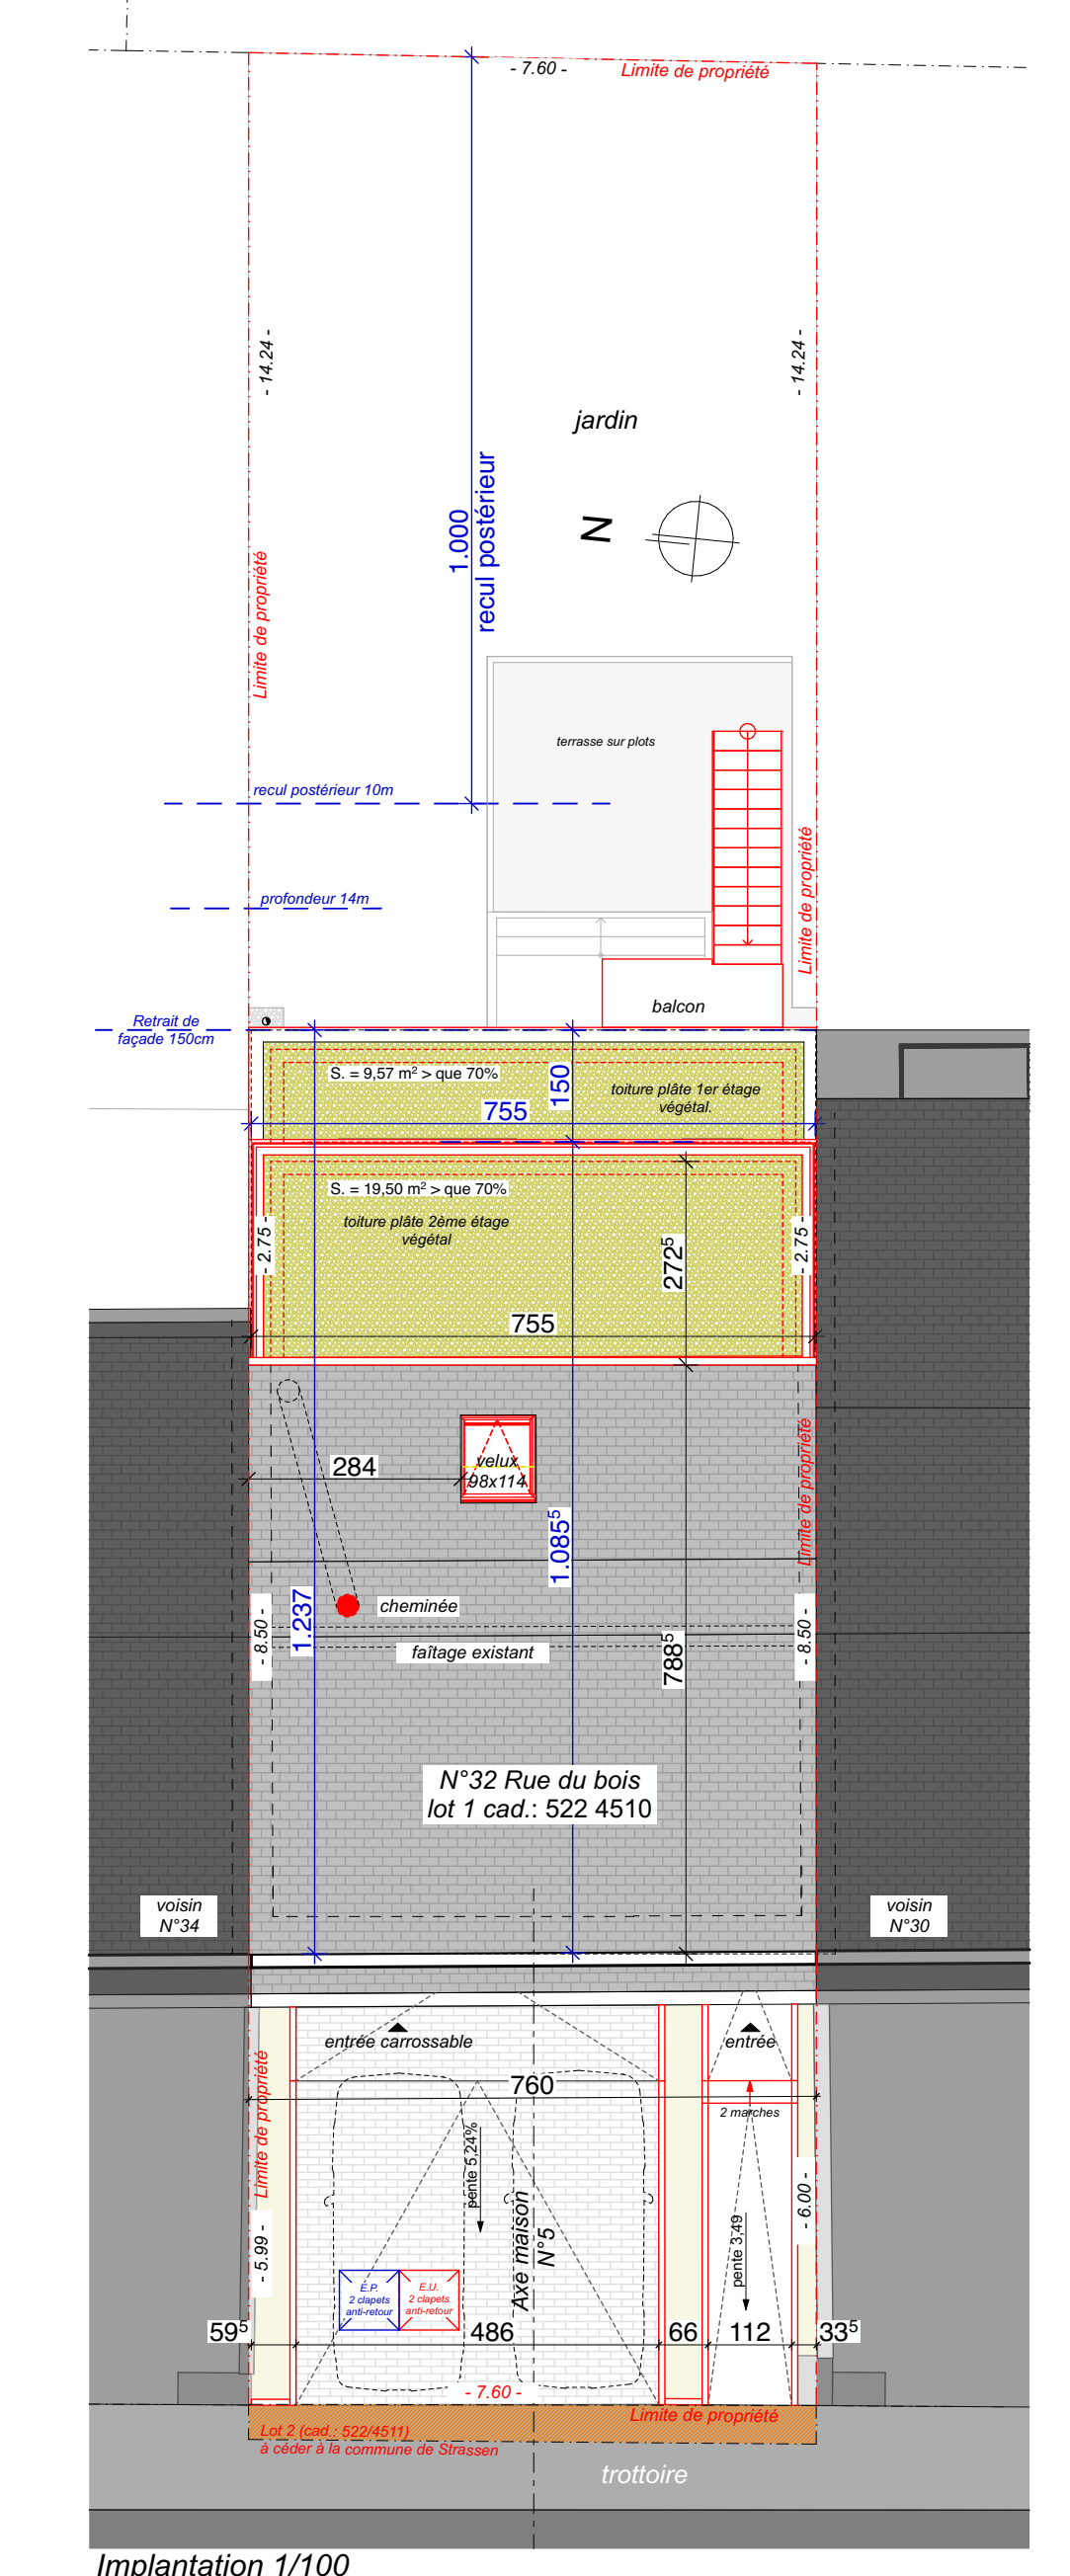 - 7.60 -
Limite de propriété
- 14.24 -
- 14.24 -
jardin
N
1.000
recul postérieur
Limite de propriété
terrasse sur plots
recul postérieur 10m
profondeur 14m
Limite de propriété
balcon
Retrait de
façade 150cm
S. = 9,57 m² > que 70%
150
toiture plâte 1er étage
végétal.
755
S. = 19,50 m² > que 70%
toiture plâte 2ème étage
végétal
- 2.75 -
- 2.75 -
272⁵
755
velux
98x114
284
Limite de propriété
1.085⁵
cheminée
1.237
- 8.50 -
- 8.50 -
faîtage existant
788⁵
N°32 Rue du bois
lot 1 cad.: 522 4510
voisin
N°34
voisin
N°30
entrée carrossable
entrée
760
2 marches
Limite de propriété
pente 5,24%
- 6.00 -
- 5.99 -
Axe maison
N°5
pente 3,49
E.P.
2 clapets
anti-retour
E.U.
2 clapets
anti-retour
59⁵
486
66
112
33⁵
- 7.60 -
Limite de propriété
Lot 2 (cad.: 522/4511)
à céder à la commune de Strassen
trottoire
Implantation 1/100